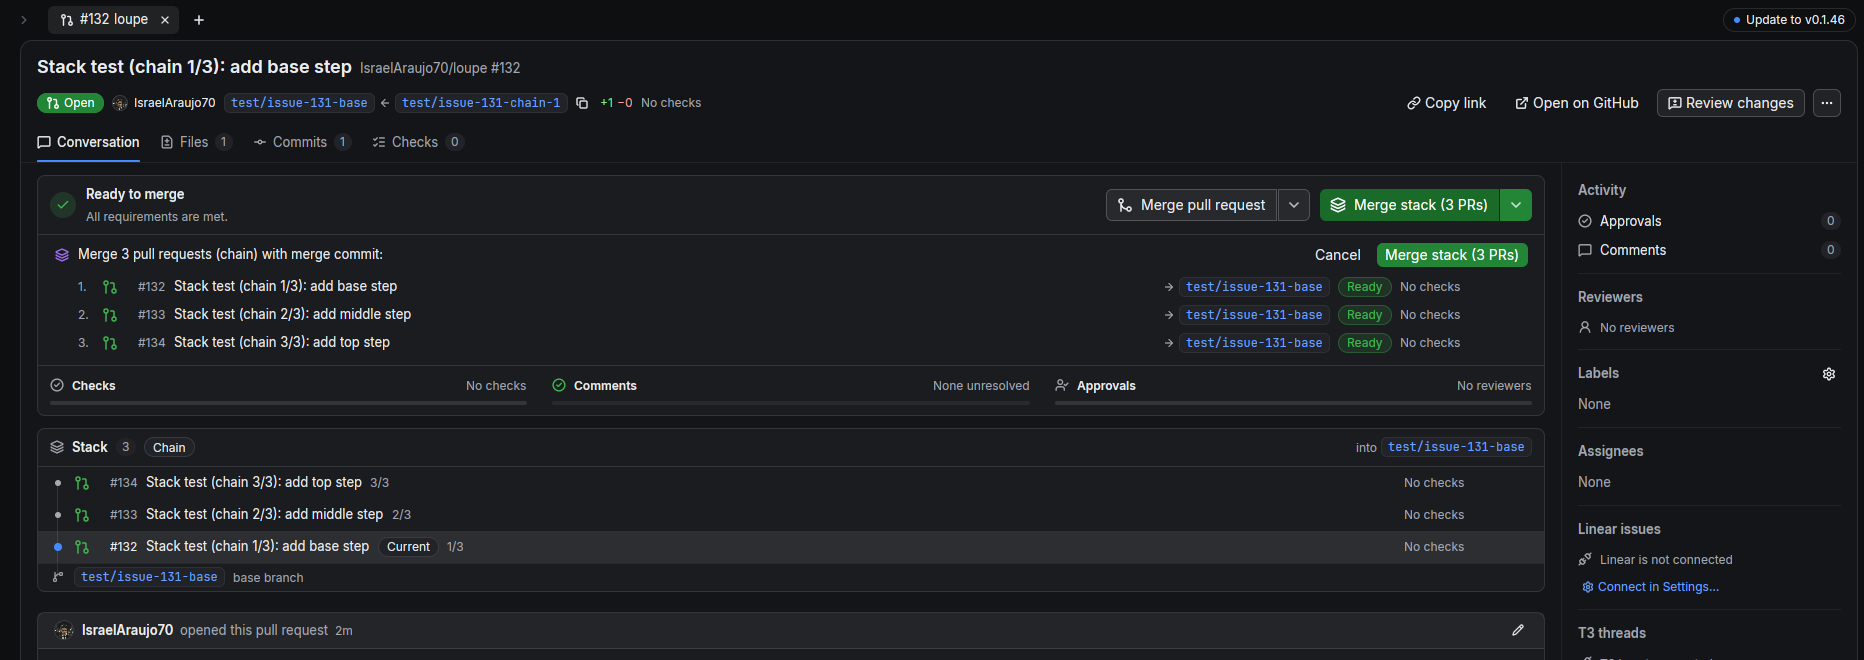 #132 loupe
Update to v0.1.46
Stack test (chain 1/3): add base step IsraelAraujo70/loupe #132
Open IsraelAraujo70 test/issue-131-base ← test/issue-131-chain-1 +1 −0 No checks
Copy link Open on GitHub Review changes ...
Conversation Files 1 Commits 1 Checks 0
Ready to merge
All requirements are met.
Merge pull request Merge stack (3 PRs)
Merge 3 pull requests (chain) with merge commit:
Cancel Merge stack (3 PRs)
1. #132 Stack test (chain 1/3): add base step → test/issue-131-base Ready No checks
2. #133 Stack test (chain 2/3): add middle step → test/issue-131-base Ready No checks
3. #134 Stack test (chain 3/3): add top step → test/issue-131-base Ready No checks
Checks No checks Comments None unresolved Approvals No reviewers
Stack 3 Chain into test/issue-131-base
#134 Stack test (chain 3/3): add top step 3/3 No checks
#133 Stack test (chain 2/3): add middle step 2/3 No checks
#132 Stack test (chain 1/3): add base step Current 1/3 No checks
test/issue-131-base base branch
IsraelAraujo70 opened this pull request 2m
Activity
Approvals 0
Comments 0
Reviewers
No reviewers
Labels
None
Assignees
None
Linear issues
Linear is not connected
Connect in Settings...
T3 threads